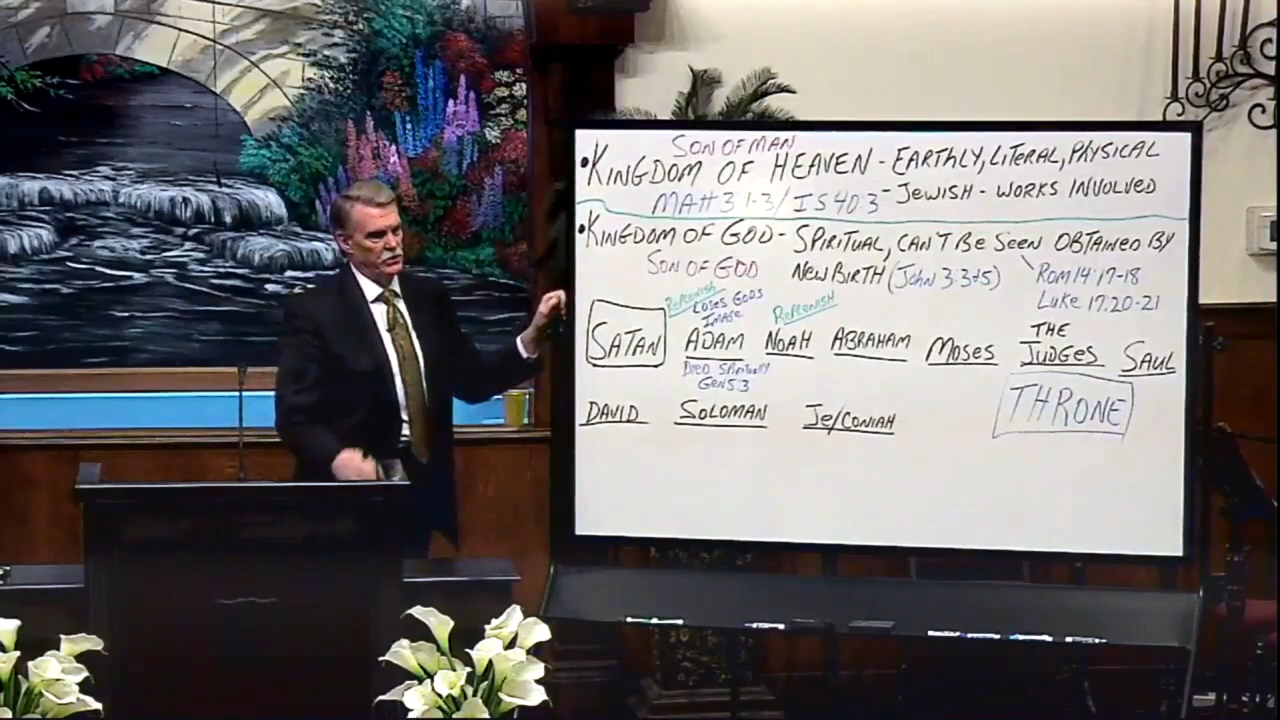 SON OF MAN
•KINGDOM OF HEAVEN - EARTHLY, LITERAL, PHYSICAL
MATT 3 1-3 / IS 40:3 - JEWISH - WORKS INVOLVED
•KINGDOM OF GOD - SPIRITUAL, CAN'T BE SEEN OBTAINED BY
SON OF GOD NEW BIRTH (John 3:3+5) Rom 14:17-18
Luke 17:20-21
Replenish LOSES GODS IMAGE Replenish
SATAN ADAM NOAH ABRAHAM MOSES THE JUDGES SAUL
DIED SPIRITUALLY
Gen 5:3
DAVID SOLOMAN Je/CONIAH THRONE